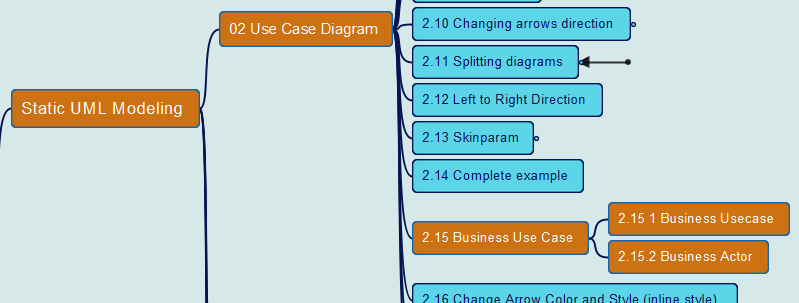 02 Use Case Diagram
Static UML Modeling
2.10 Changing arrows direction
2.11 Splitting diagrams
2.12 Left to Right Direction
2.13 Skinparam
2.14 Complete example
2.15 Business Use Case
2.15 1 Business Usecase
2.15.2 Business Actor
2.16 Change Arrow Color and Style (inline style)